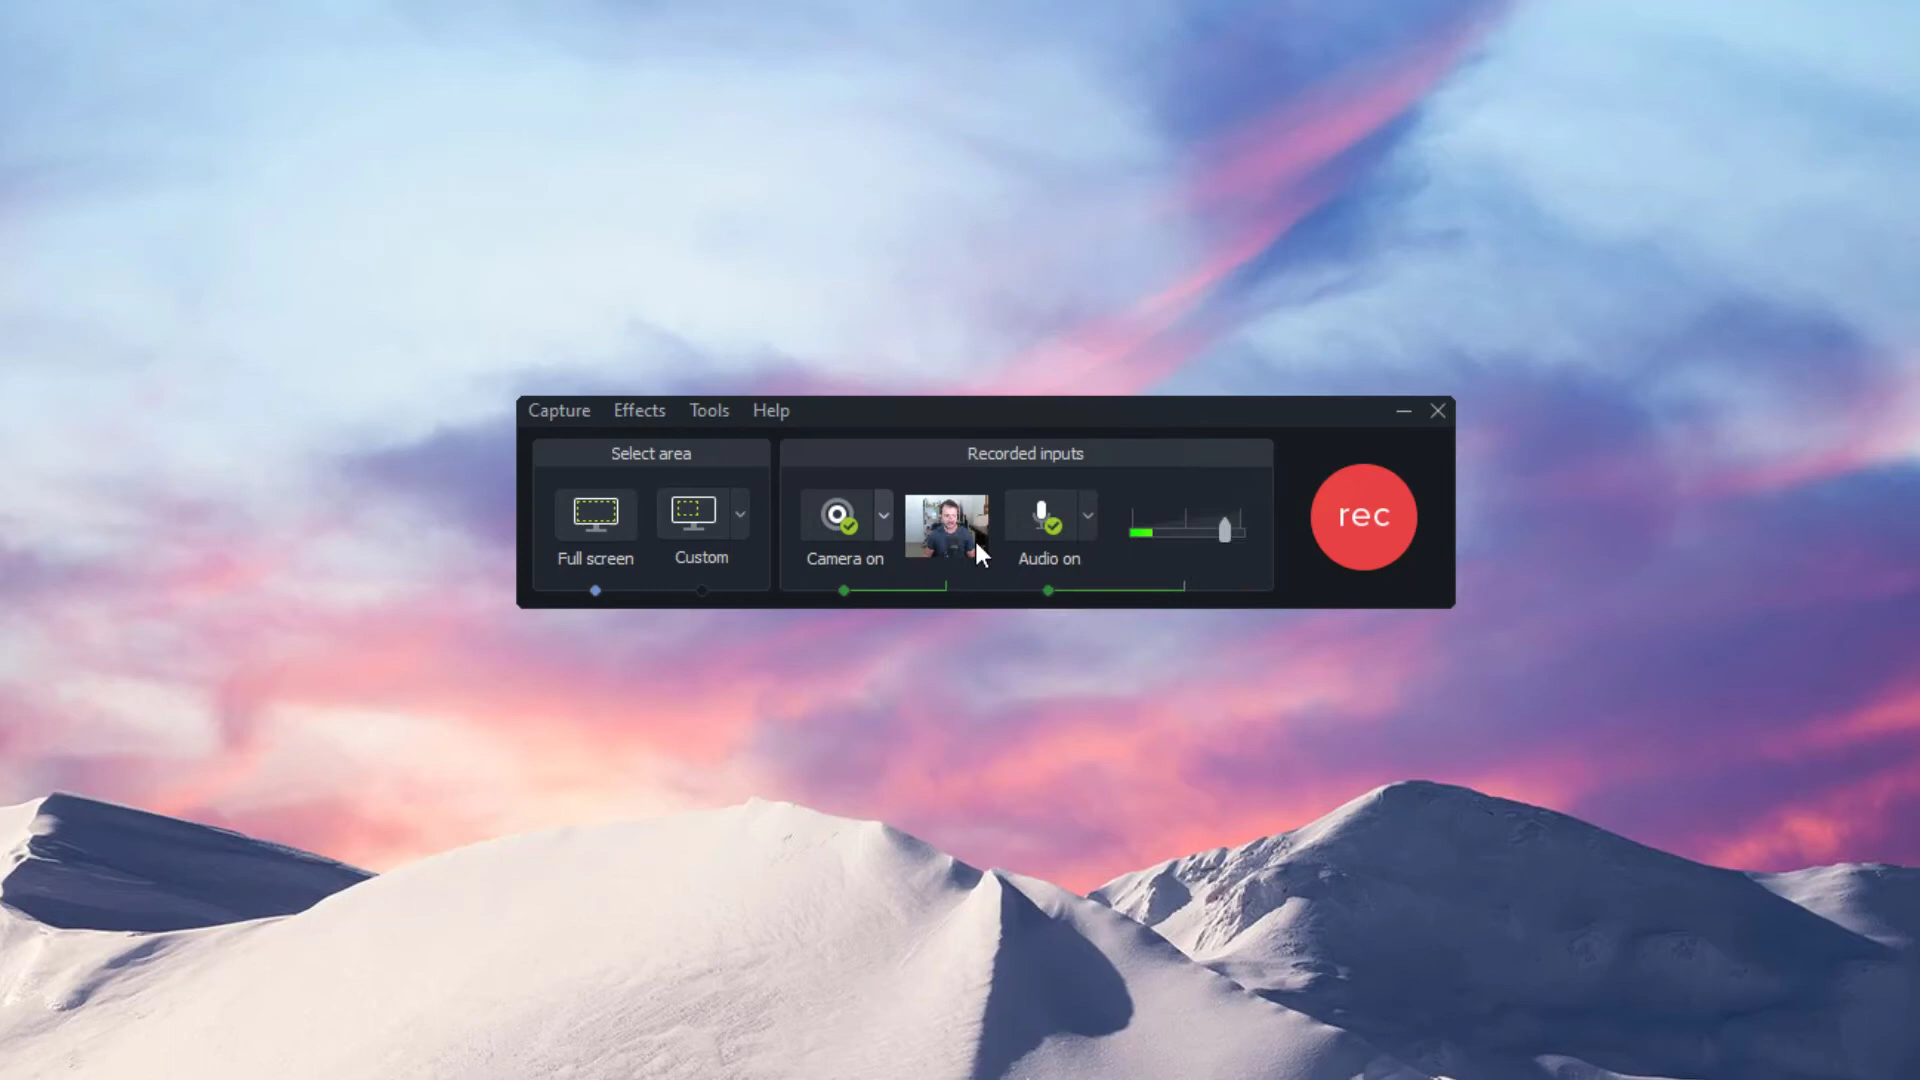 Capture Effects Tools Help
Select area
Recorded inputs
Full screen
Custom
Camera on
Audio on
rec